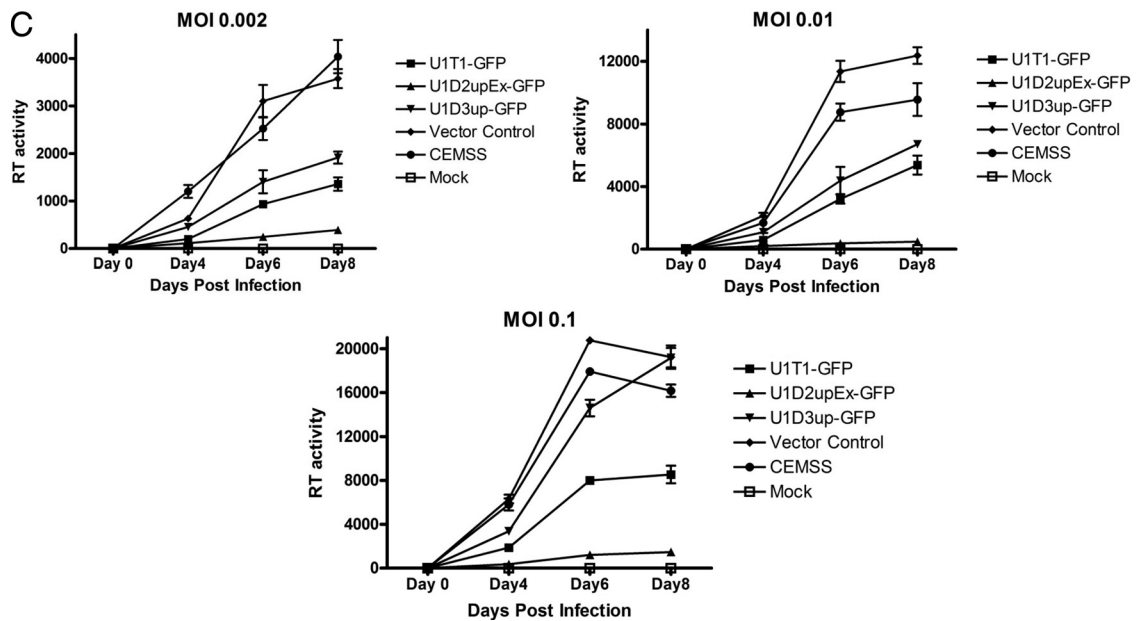 C
MOI 0.002
RT activity
4000
3000
2000
1000
0
Day 0 Day4 Day6 Day8
Days Post Infection
U1T1-GFP
U1D2upEx-GFP
U1D3up-GFP
Vector Control
CEMSS
Mock
MOI 0.01
RT activity
12000
8000
4000
0
Day 0 Day4 Day6 Day8
Days Post Infection
U1T1-GFP
U1D2upEx-GFP
U1D3up-GFP
Vector Control
CEMSS
Mock
MOI 0.1
RT activity
20000
16000
12000
8000
4000
0
Day 0 Day4 Day6 Day8
Days Post Infection
U1T1-GFP
U1D2upEx-GFP
U1D3up-GFP
Vector Control
CEMSS
Mock